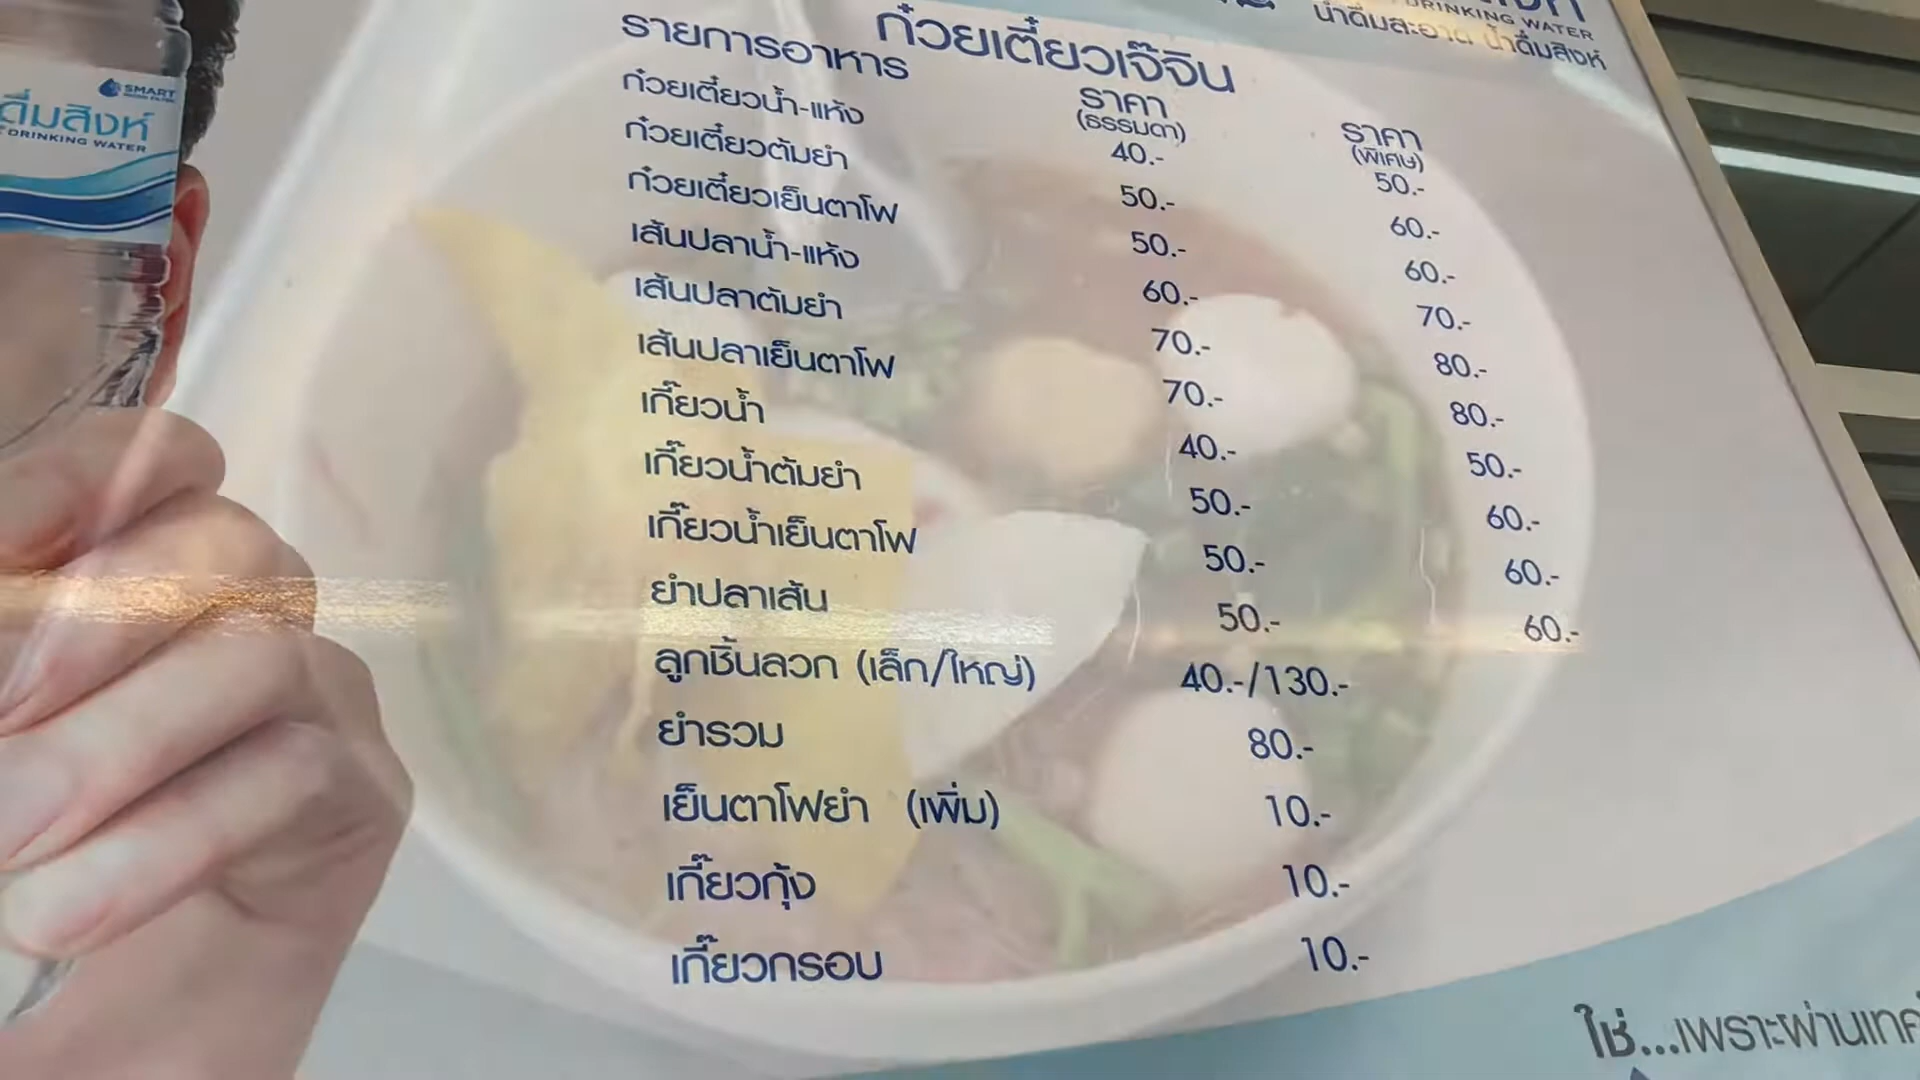 ก๋วยเตี๋ยวเจ๊จิน
DRINKING WATER
น้ำดื่มสะอาด น้ำดื่มสิงห์
SMART
ดื่มสิงห์
DRINKING WATER
รายการอาหาร ราคา (ธรรมดา) ราคา (พิเศษ)
ก๋วยเตี๋ยวน้ำ-แห้ง 40.- 50.-
ก๋วยเตี๋ยวต้มยำ 50.- 60.-
ก๋วยเตี๋ยวเย็นตาโฟ 50.- 60.-
เส้นปลาน้ำ-แห้ง 60.- 70.-
เส้นปลาต้มยำ 70.- 80.-
เส้นปลาเย็นตาโฟ 70.- 80.-
เกี๊ยวน้ำ 40.- 50.-
เกี๊ยวน้ำต้มยำ 50.- 60.-
เกี๊ยวน้ำเย็นตาโฟ 50.- 60.-
ยำปลาเส้น 50.- 60.-
ลูกชิ้นลวก (เล็ก/ใหญ่) 40.-/130.-
ยำรวม 80.-
เย็นตาโฟยำ (เพิ่ม) 10.-
เกี๊ยวกุ้ง 10.-
เกี๊ยวกรอบ 10.-
ใช่...เพราะผ่านเทค